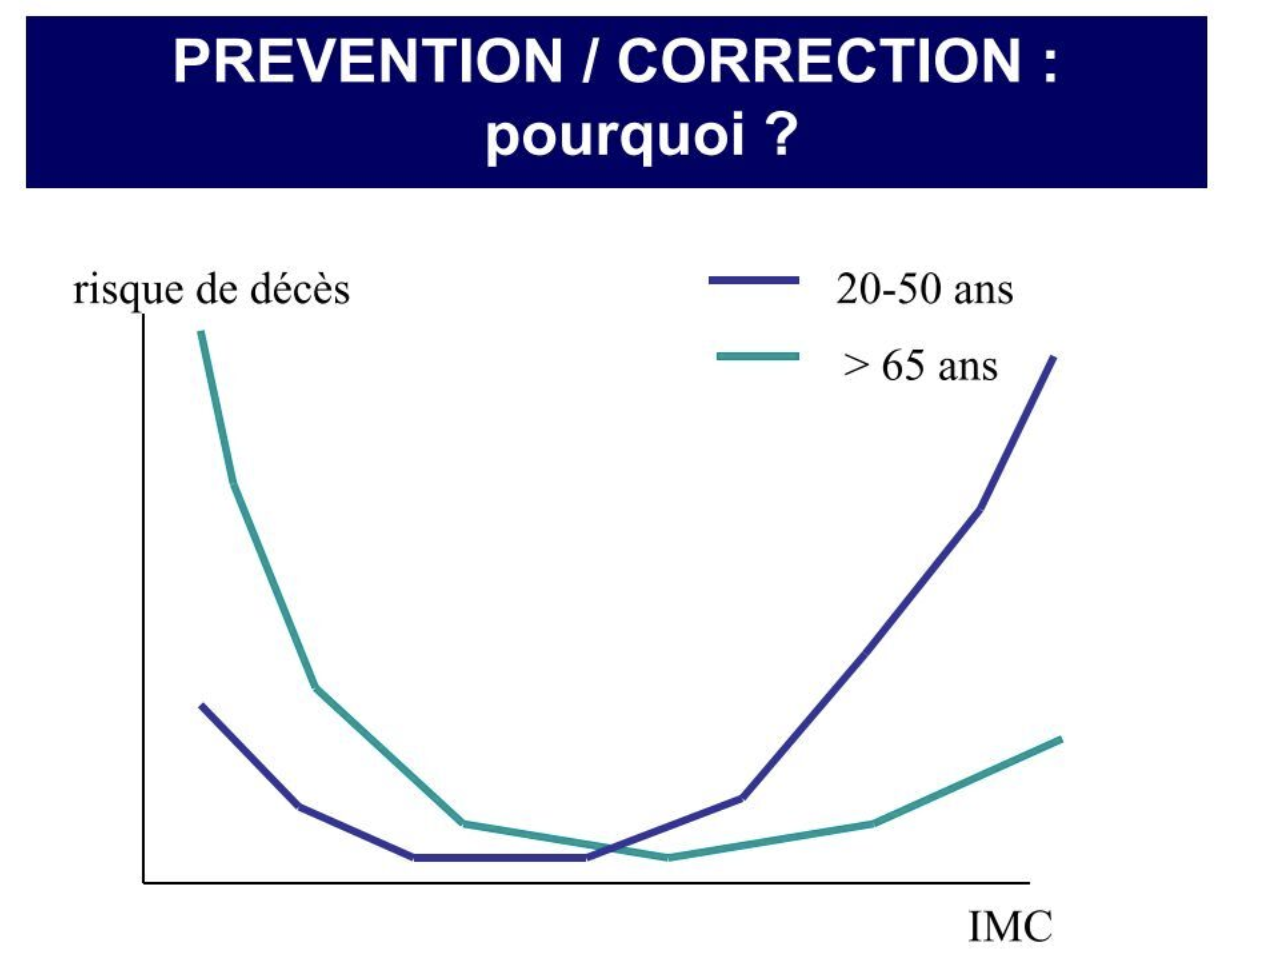 PREVENTION / CORRECTION :
pourquoi ?
risque de décès
20-50 ans
> 65 ans
IMC